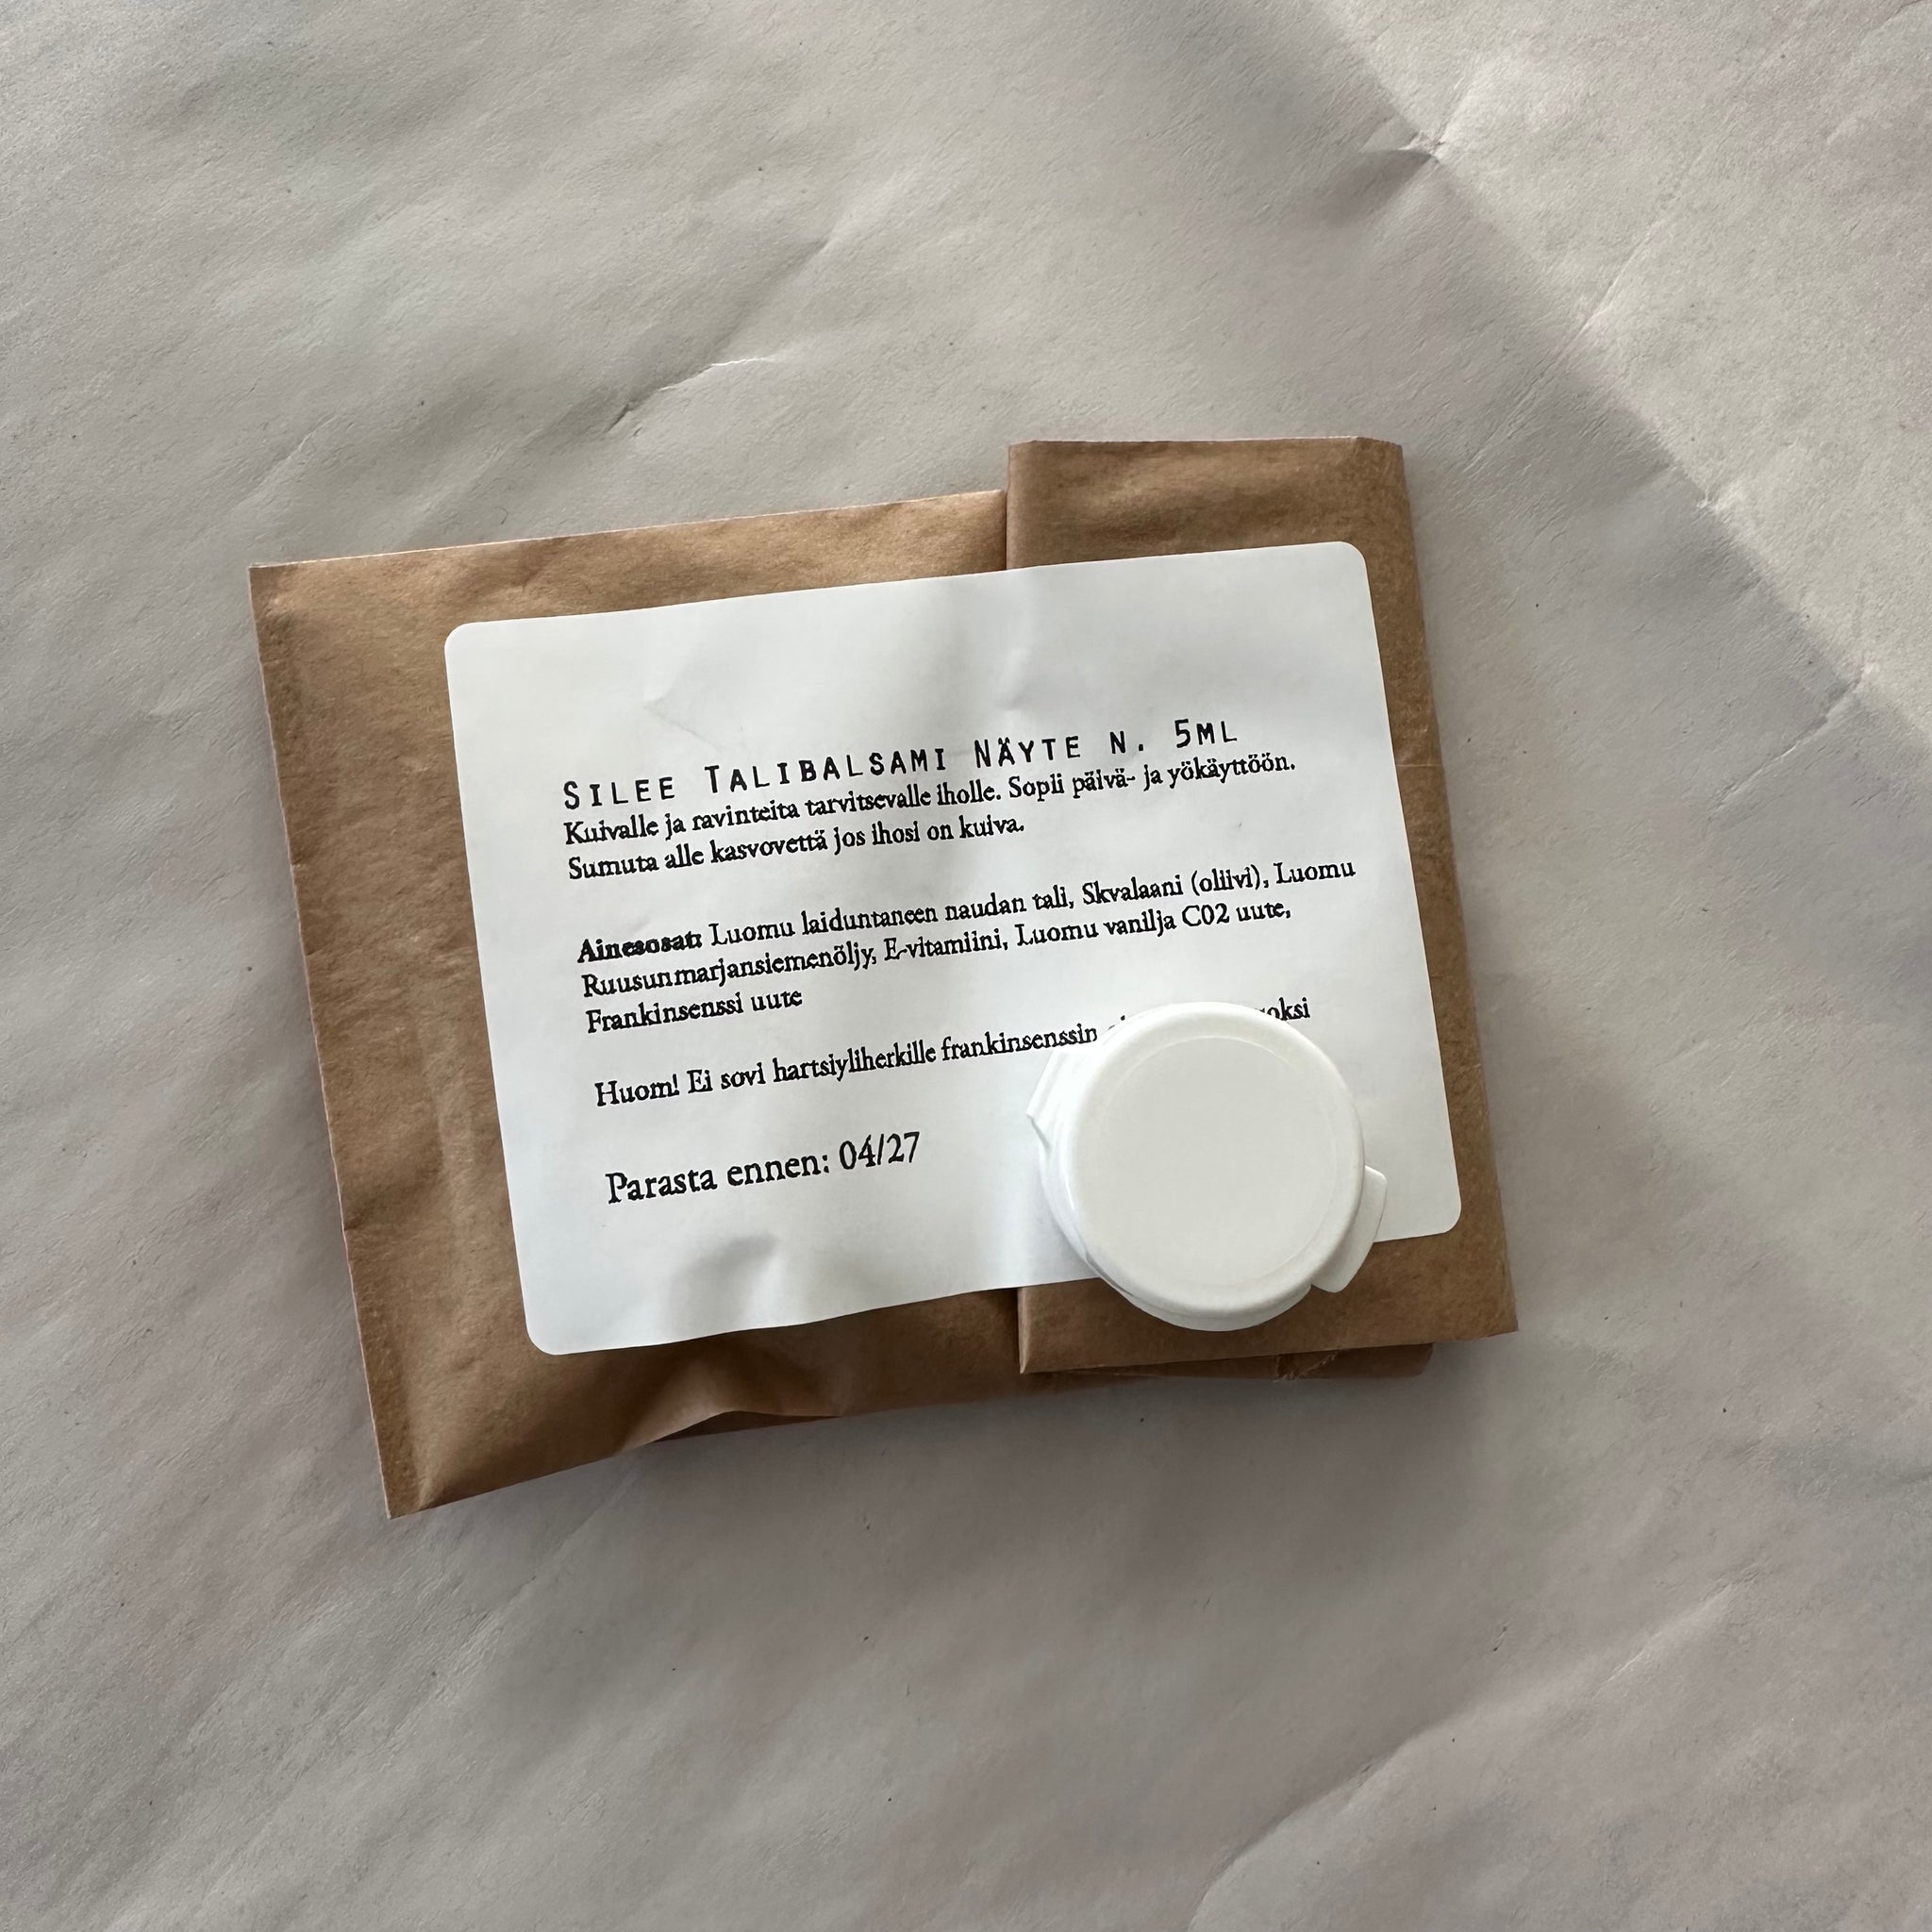 SILEE TALIBALSAMI NÄYTE N. 5ML
Kuivalle ja ravinteita tarvitsevalle iholle. Sopii päivä- ja yökäyttöön.
Sumuta alle kasvovettä jos ihosi on kuiva.
Ainesosat: Luomu laiduntaneen naudan tali, Skvalaani (oliivi), Luomu
Ruusunmarjansiemenöljy, E-vitamiini, Luomu vanilja C02 uute,
Frankinsenssi uute
Huom! Ei sovi hartsiyliherkille frankinsenssin
Parasta ennen: 04/27